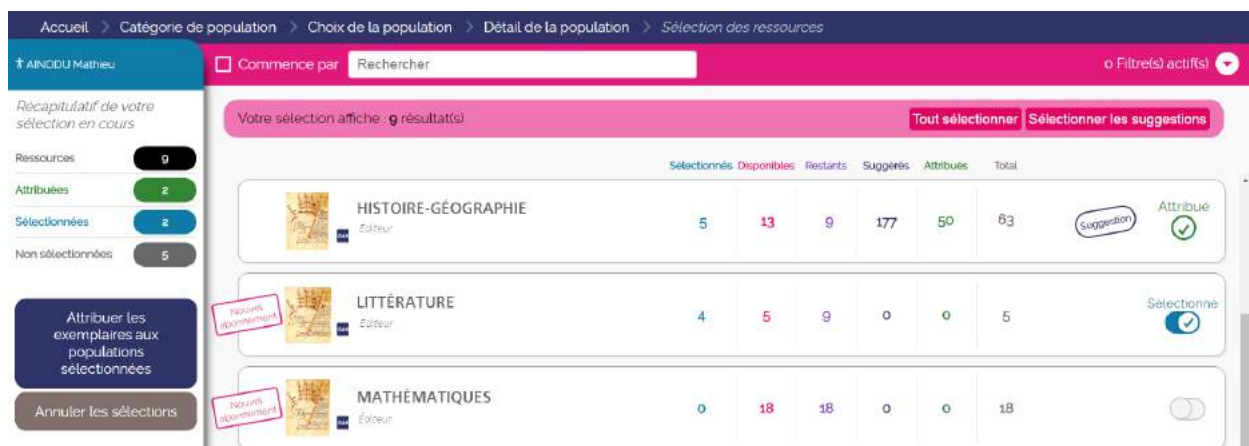 Accueil > Catégorie de population > Choix de la population > Détail de la population > Sélection des ressources
AINODU Mathieu
Commence par Rechercher 0 Filtre(s) actif(s)
Récapitulatif de votre
sélection en cours
Ressources 9
Attribuées 2
Sélectionnées 2
Non sélectionnées 5
Attribuer les
exemplaires aux
populations
sélectionnées
Annuler les sélections
Votre sélection affiche : 9 résultat(s) Tout sélectionner Sélectionner les suggestions
Sélectionnés Disponibles Restants Suggérés Attribués Total
HISTOIRE-GÉOGRAPHIE
Éditeur
5 13 9 177 50 63 Suggestion Attribué
Nouvel
abonnement
LITTÉRATURE
Éditeur
4 5 9 0 0 5 Sélectionné
Nouvel
abonnement
MATHÉMATIQUES
Éditeur
0 18 18 0 0 18